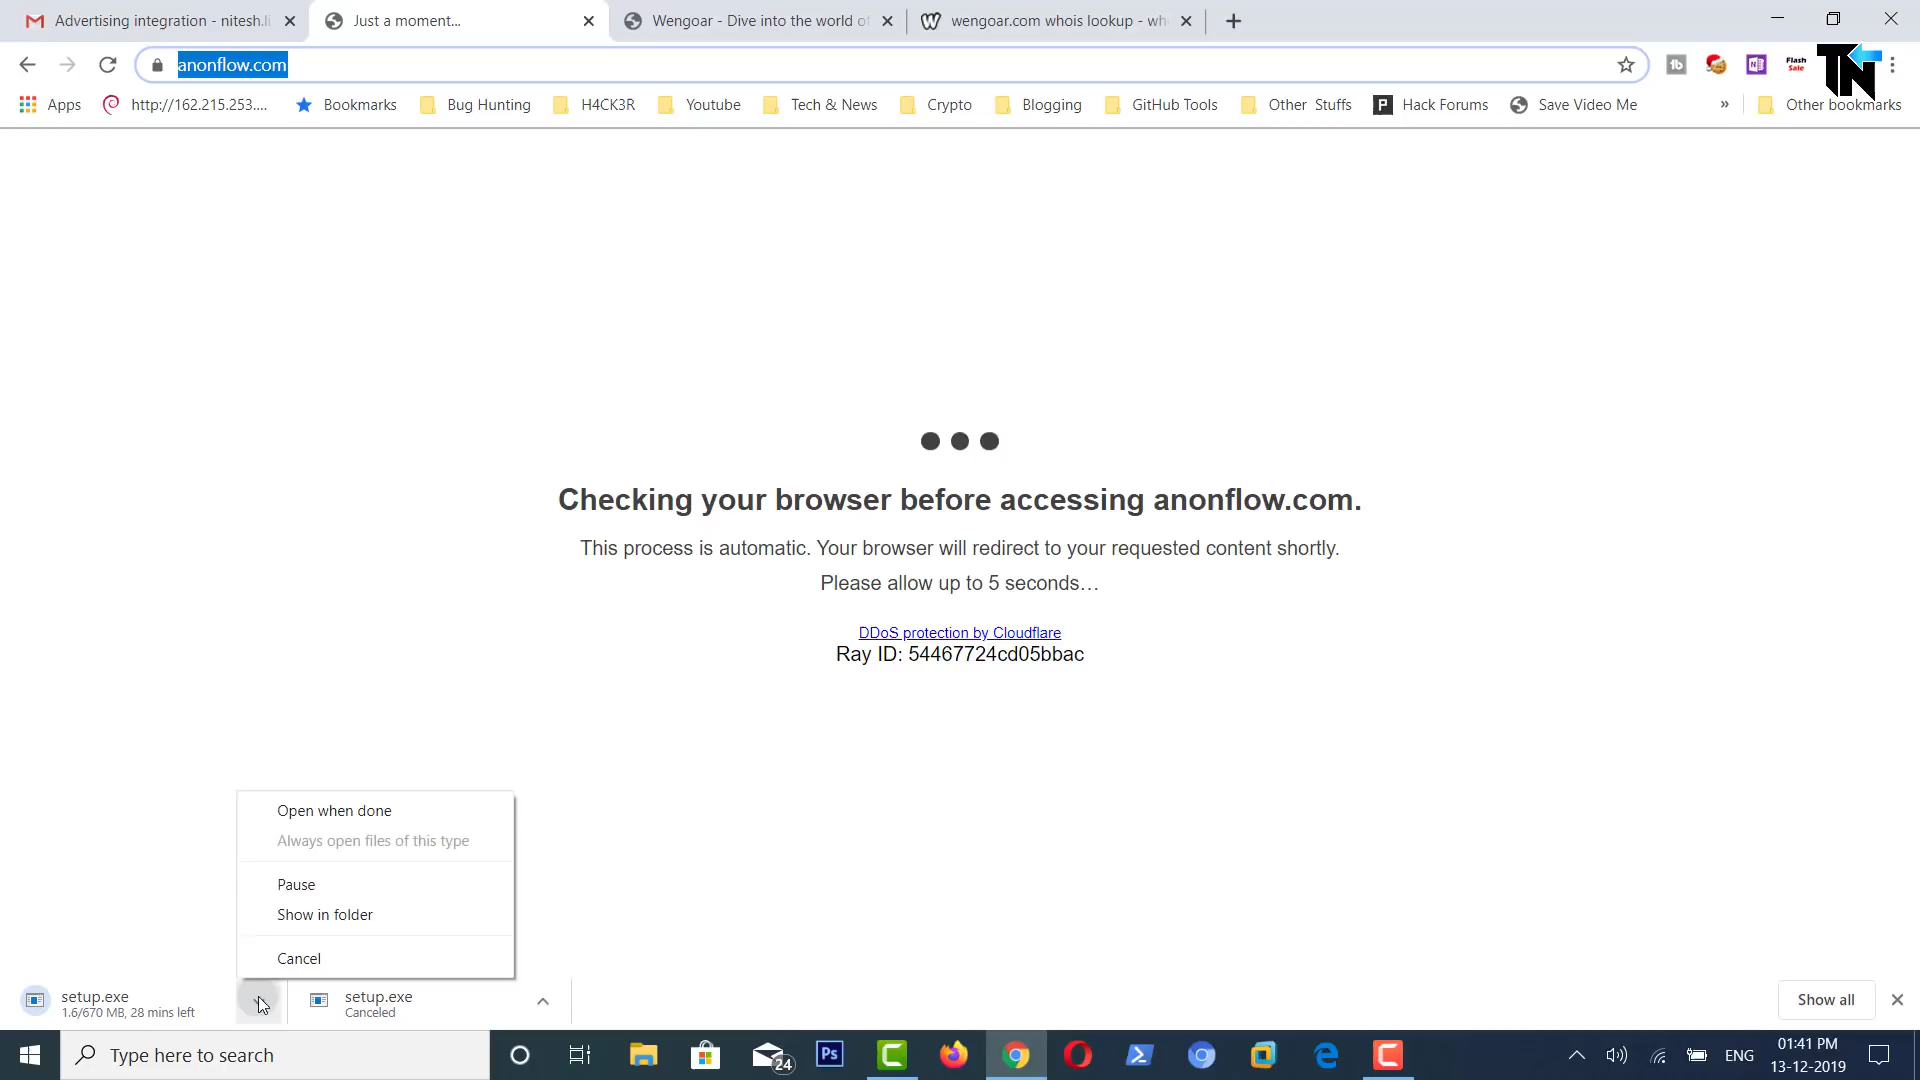 Advertising integration - nitesh.li
Just a moment...
Wengoar - Dive into the world of
wengoar.com whois lookup - wh
anonflow.com
Flash Sale
TN
Apps
http://162.215.253....
Bookmarks
Bug Hunting
H4CK3R
Youtube
Tech & News
Crypto
Blogging
GitHub Tools
Other Stuffs
Hack Forums
Save Video Me
»
Other bookmarks
Checking your browser before accessing anonflow.com.
This process is automatic. Your browser will redirect to your requested content shortly.
Please allow up to 5 seconds…
DDoS protection by Cloudflare
Ray ID: 54467724cd05bbac
Open when done
Always open files of this type
Pause
Show in folder
Cancel
setup.exe
1.6/670 MB, 28 mins left
setup.exe
Canceled
Show all
Type here to search
24
Ps
ENG
01:41 PM
13-12-2019